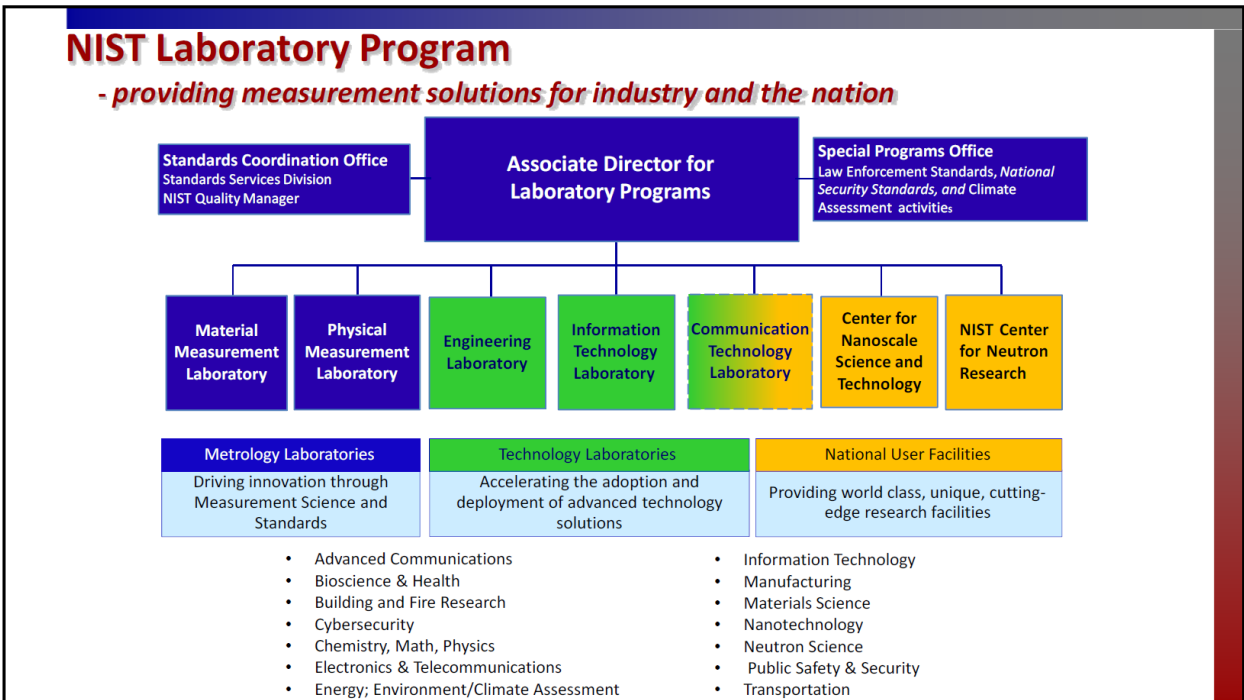 NIST Laboratory Program
- providing measurement solutions for industry and the nation
Standards Coordination Office
Standards Services Division
NIST Quality Manager
Associate Director for
Laboratory Programs
Special Programs Office
Law Enforcement Standards, National
Security Standards, and Climate
Assessment activities
Material
Measurement
Laboratory
Physical
Measurement
Laboratory
Engineering
Laboratory
Information
Technology
Laboratory
Communication
Technology
Laboratory
Center for
Nanoscale
Science and
Technology
NIST Center
for Neutron
Research
Metrology Laboratories
Driving innovation through
Measurement Science and
Standards
Technology Laboratories
Accelerating the adoption and
deployment of advanced technology
solutions
National User Facilities
Providing world class, unique, cutting-
edge research facilities
• Advanced Communications
• Bioscience & Health
• Building and Fire Research
• Cybersecurity
• Chemistry, Math, Physics
• Electronics & Telecommunications
• Energy; Environment/Climate Assessment
• Information Technology
• Manufacturing
• Materials Science
• Nanotechnology
• Neutron Science
• Public Safety & Security
• Transportation